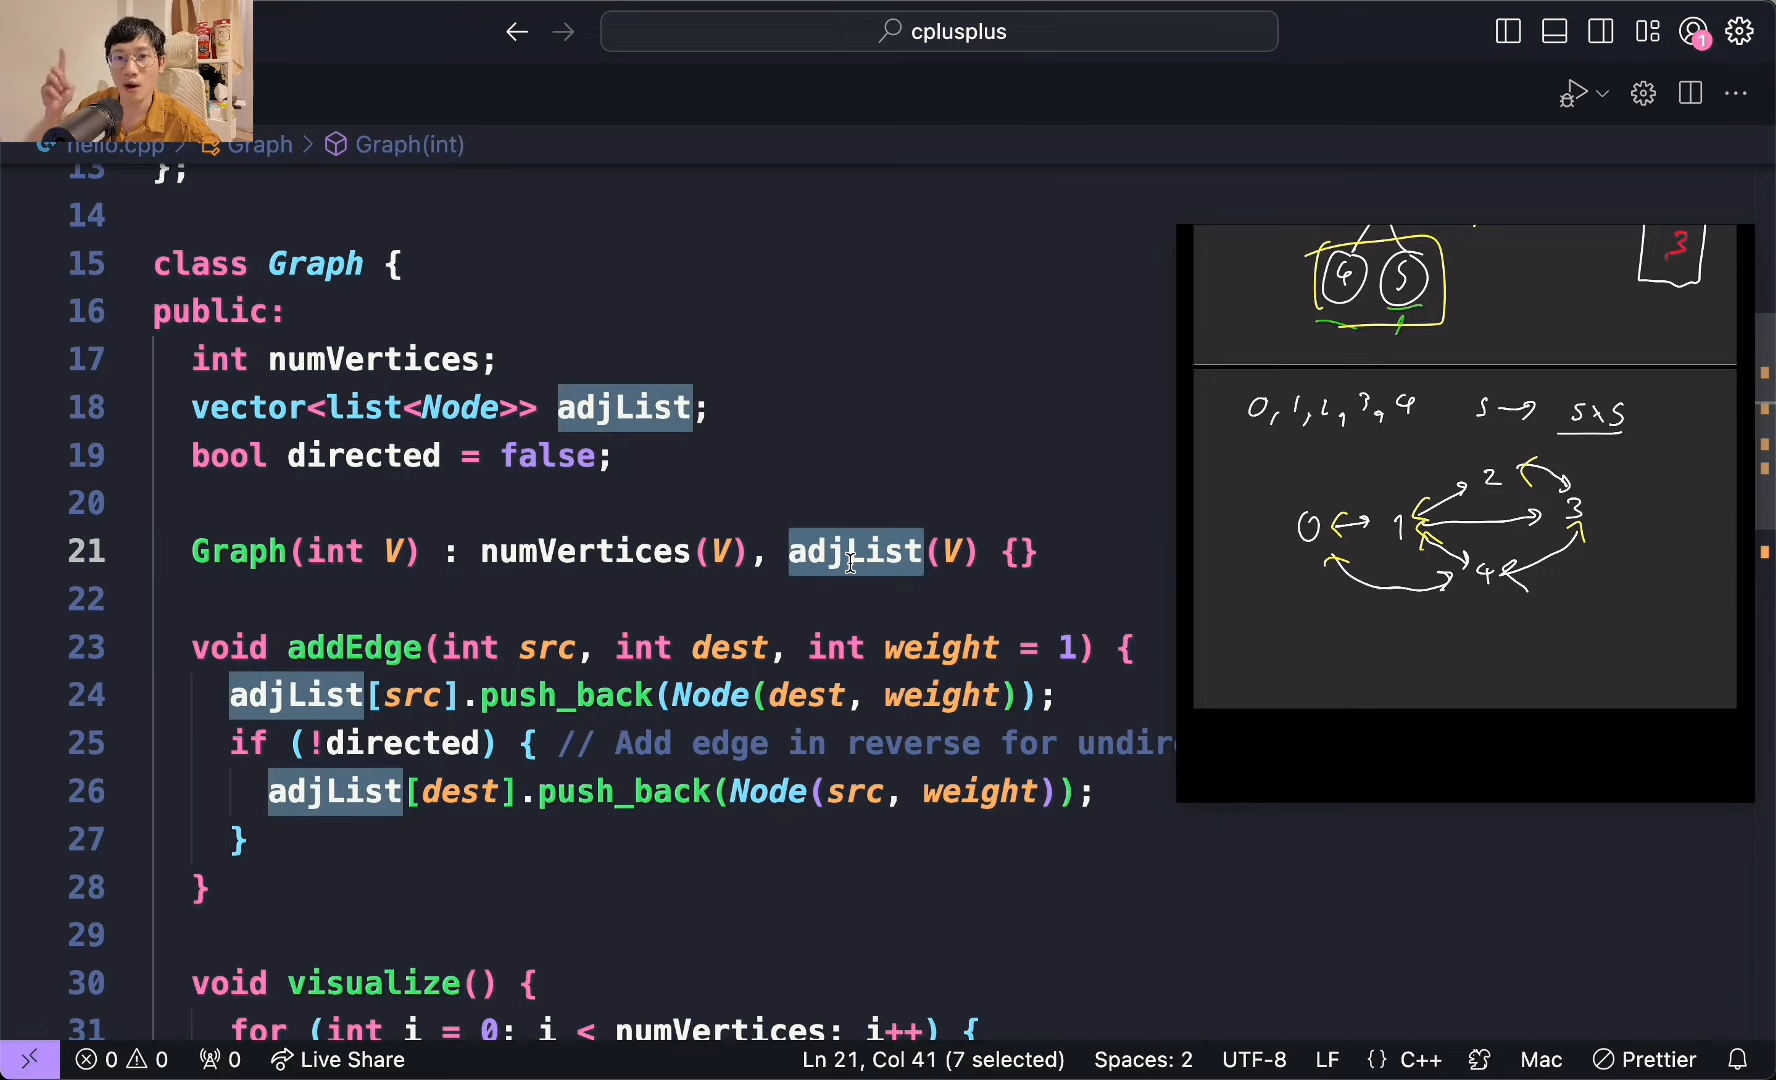 cplusplus
1
hello.cpp > Graph > Graph(int)
13 };
14
15 class Graph {
16 public:
17 int numVertices;
18 vector<list<Node>> adjList;
19 bool directed = false;
20
21 Graph(int V) : numVertices(V), adjList(V) {}
22
23 void addEdge(int src, int dest, int weight = 1) {
24 adjList[src].push_back(Node(dest, weight));
25 if (!directed) { // Add edge in reverse for undire
26 adjList[dest].push_back(Node(src, weight));
27 }
28 }
29
30 void visualize() {
31 for (int i = 0; i < numVertices; i++) {
4 5
3
0, 1, 2, 3, 4 5 → 5x5
2
3
0 1
4
0 0 0 Live Share Ln 21, Col 41 (7 selected) Spaces: 2 UTF-8 LF {} C++ Mac Prettier